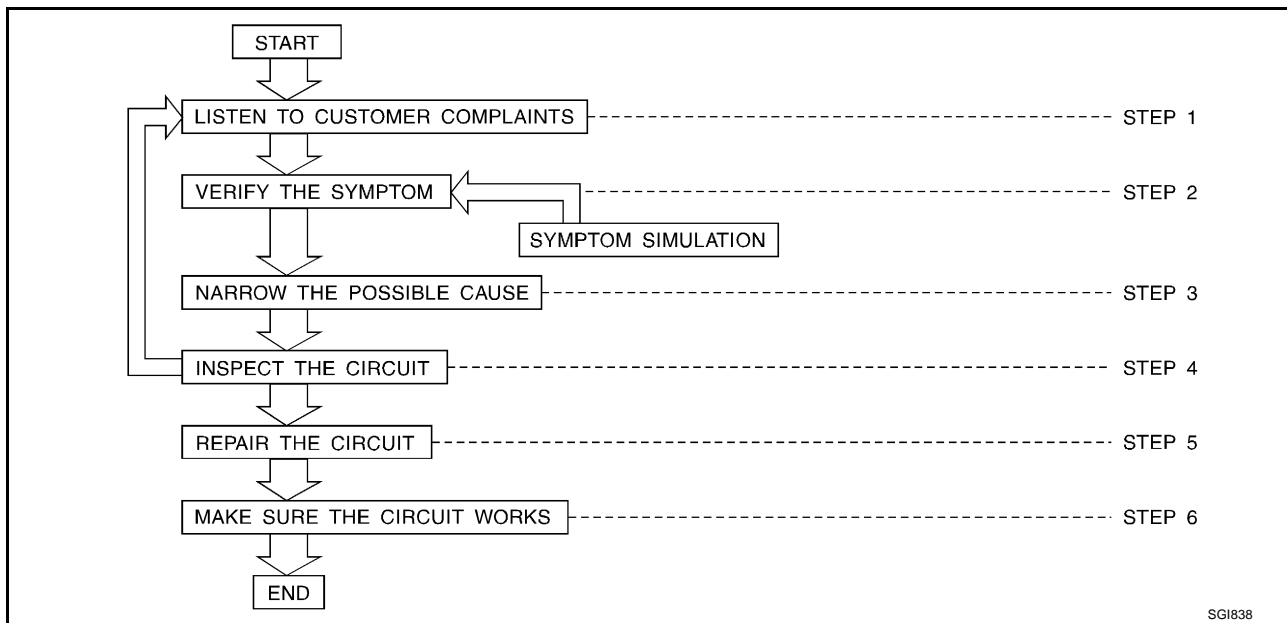 START
LISTEN TO CUSTOMER COMPLAINTS STEP 1
VERIFY THE SYMPTOM STEP 2
SYMPTOM SIMULATION
NARROW THE POSSIBLE CAUSE STEP 3
INSPECT THE CIRCUIT STEP 4
REPAIR THE CIRCUIT STEP 5
MAKE SURE THE CIRCUIT WORKS STEP 6
END
SGI838